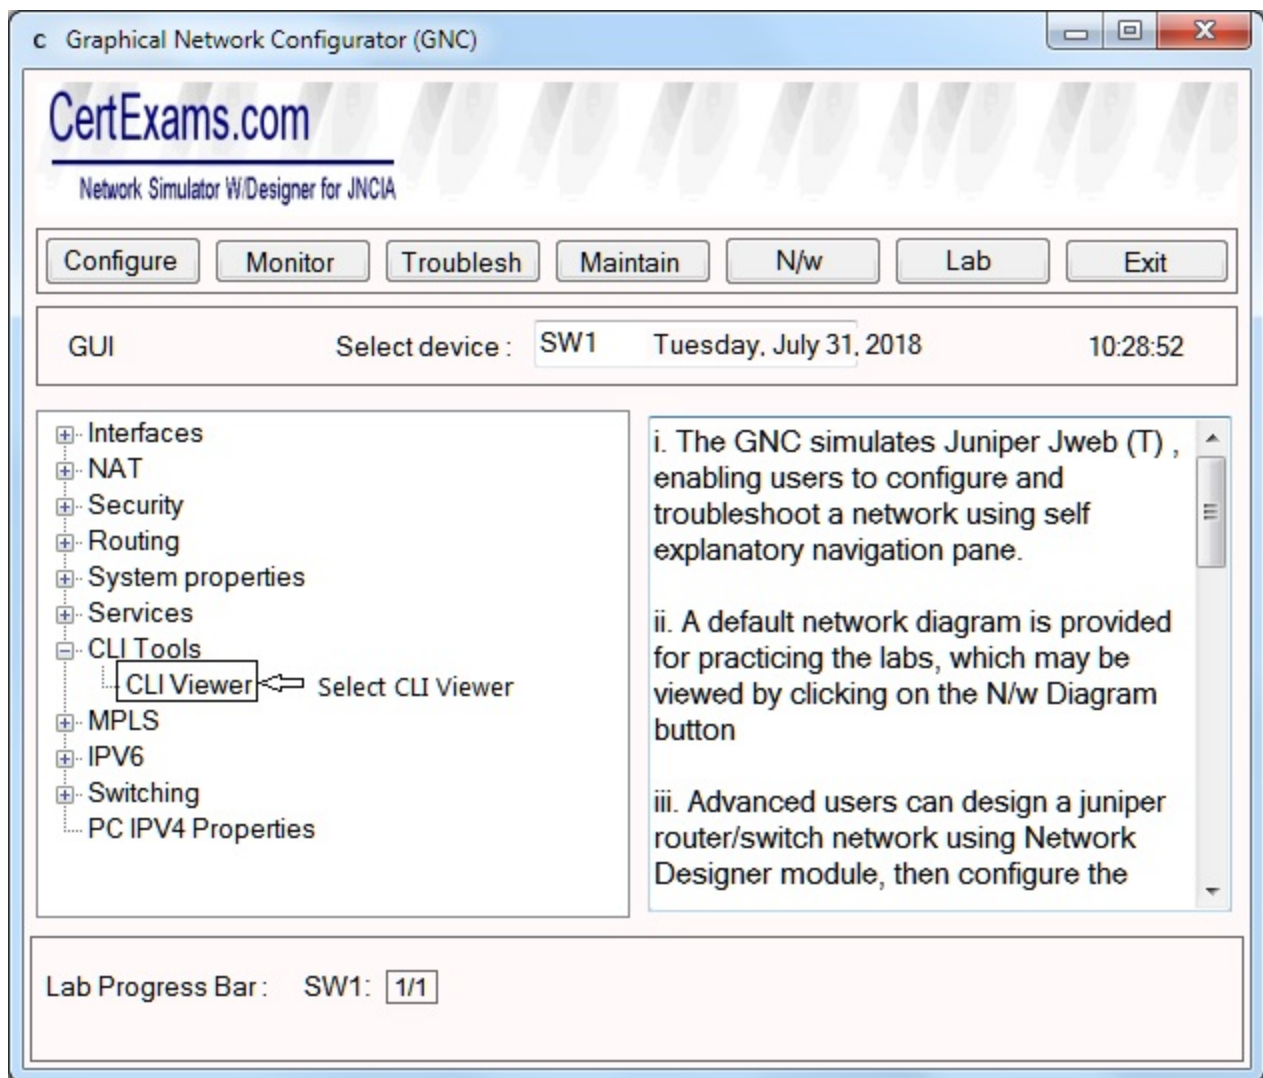 C Graphical Network Configurator (GNC)
CertExams.com
Network Simulator W/Designer for JNCIA
Configure Monitor Troublesh Maintain N/w Lab Exit
GUI Select device : SW1 Tuesday, July 31, 2018 10:28:52
Interfaces
NAT
Security
Routing
System properties
Services
CLI Tools
CLI Viewer Select CLI Viewer
MPLS
IPV6
Switching
PC IPV4 Properties
i. The GNC simulates Juniper Jweb (T) ,
enabling users to configure and
troubleshoot a network using self
explanatory navigation pane.
ii. A default network diagram is provided
for practicing the labs, which may be
viewed by clicking on the N/w Diagram
button
iii. Advanced users can design a juniper
router/switch network using Network
Designer module, then configure the
Lab Progress Bar : SW1: 1/1